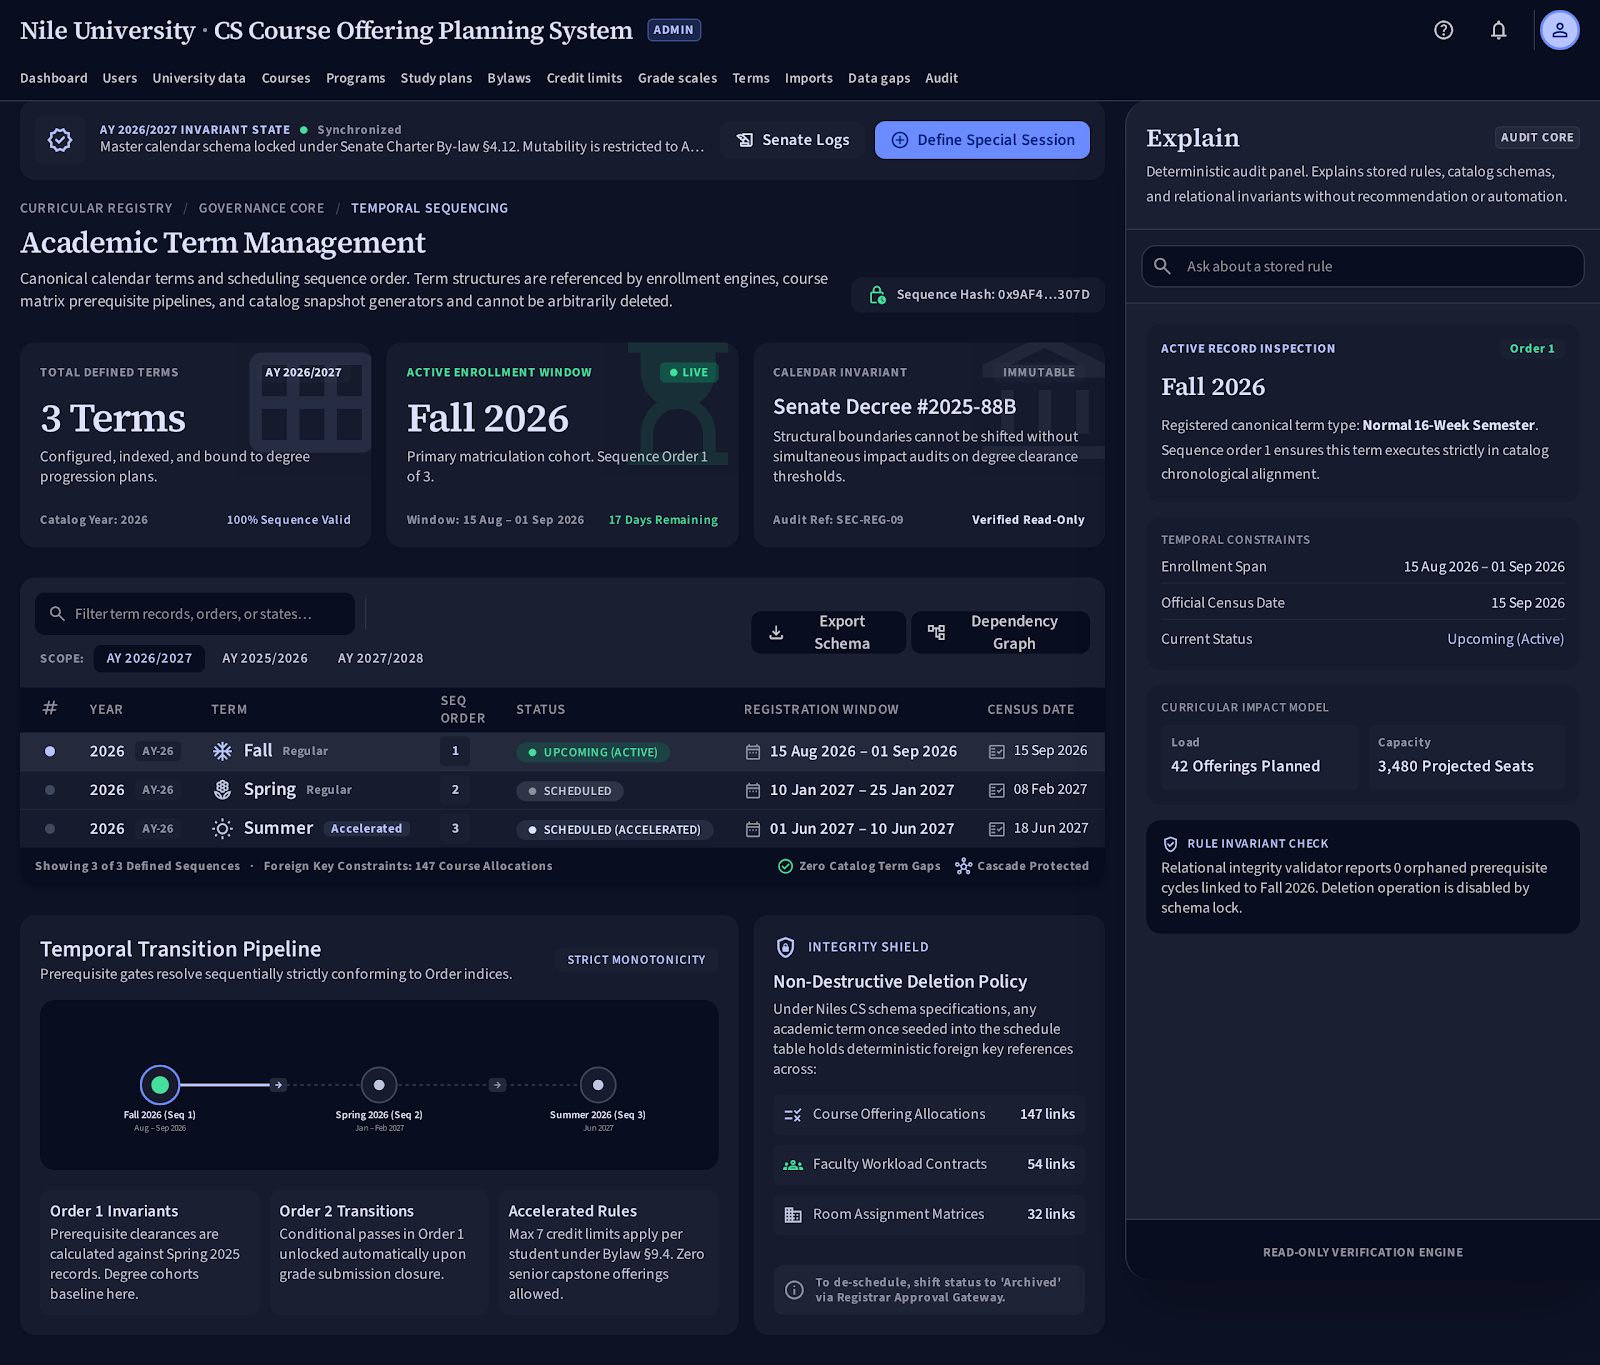 Nile University · CS Course Offering Planning System ADMIN
Dashboard Users University data Courses Programs Study plans Bylaws Credit limits Grade scales Terms Imports Data gaps Audit
AY 2026/2027 INVARIANT STATE Synchronized
Master calendar schema locked under Senate Charter By-law §4.12. Mutability is restricted to A...
Senate Logs
Define Special Session
CURRICULAR REGISTRY / GOVERNANCE CORE / TEMPORAL SEQUENCING
Academic Term Management
Canonical calendar terms and scheduling sequence order. Term structures are referenced by enrollment engines, course
matrix prerequisite pipelines, and catalog snapshot generators and cannot be arbitrarily deleted.
Sequence Hash: 0x9AF4...307D
TOTAL DEFINED TERMS AY 2026/2027
3 Terms
Configured, indexed, and bound to degree
progression plans.
Catalog Year: 2026 100% Sequence Valid
ACTIVE ENROLLMENT WINDOW LIVE
Fall 2026
Primary matriculation cohort. Sequence Order 1
of 3.
Window: 15 Aug – 01 Sep 2026 17 Days Remaining
CALENDAR INVARIANT IMMUTABLE
Senate Decree #2025-88B
Structural boundaries cannot be shifted without
simultaneous impact audits on degree clearance
thresholds.
Audit Ref: SEC-REG-09 Verified Read-Only
Filter term records, orders, or states...
SCOPE: AY 2026/2027 AY 2025/2026 AY 2027/2028
Export
Schema
Dependency
Graph
# YEAR TERM SEQ ORDER STATUS REGISTRATION WINDOW CENSUS DATE
2026 AY-26 Fall Regular 1 UPCOMING (ACTIVE) 15 Aug 2026 – 01 Sep 2026 15 Sep 2026
2026 AY-26 Spring Regular 2 SCHEDULED 10 Jan 2027 – 25 Jan 2027 08 Feb 2027
2026 AY-26 Summer Accelerated 3 SCHEDULED (ACCELERATED) 01 Jun 2027 – 10 Jun 2027 18 Jun 2027
Showing 3 of 3 Defined Sequences · Foreign Key Constraints: 147 Course Allocations Zero Catalog Term Gaps Cascade Protected
Temporal Transition Pipeline
Prerequisite gates resolve sequentially strictly conforming to Order indices.
STRICT MONOTONICITY
Fall 2026 (Seq 1)
Aug – Sep 2026
Spring 2026 (Seq 2)
Jan – Feb 2027
Summer 2026 (Seq 3)
Jun 2027
Order 1 Invariants
Prerequisite clearances are
calculated against Spring 2025
records. Degree cohorts
baseline here.
Order 2 Transitions
Conditional passes in Order 1
unlocked automatically upon
grade submission closure.
Accelerated Rules
Max 7 credit limits apply per
student under Bylaw §9.4. Zero
senior capstone offerings
allowed.
INTEGRITY SHIELD
Non-Destructive Deletion Policy
Under Niles CS schema specifications, any
academic term once seeded into the schedule
table holds deterministic foreign key references
across:
Course Offering Allocations 147 links
Faculty Workload Contracts 54 links
Room Assignment Matrices 32 links
To de-schedule, shift status to 'Archived'
via Registrar Approval Gateway.
Explain AUDIT CORE
Deterministic audit panel. Explains stored rules, catalog schemas,
and relational invariants without recommendation or automation.
Ask about a stored rule
ACTIVE RECORD INSPECTION Order 1
Fall 2026
Registered canonical term type: Normal 16-Week Semester.
Sequence order 1 ensures this term executes strictly in catalog
chronological alignment.
TEMPORAL CONSTRAINTS
Enrollment Span 15 Aug 2026 – 01 Sep 2026
Official Census Date 15 Sep 2026
Current Status Upcoming (Active)
CURRICULAR IMPACT MODEL
Load
42 Offerings Planned
Capacity
3,480 Projected Seats
RULE INVARIANT CHECK
Relational integrity validator reports 0 orphaned prerequisite
cycles linked to Fall 2026. Deletion operation is disabled by
schema lock.
READ-ONLY VERIFICATION ENGINE